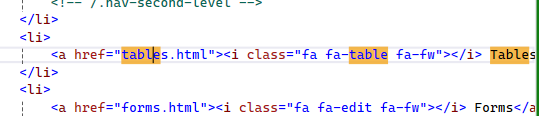 <!-- /.nav-second-level -->
</li>
<li>
<a href="tables.html"><i class="fa fa-table fa-fw"></i> Tables
</li>
<li>
<a href="forms.html"><i class="fa fa-edit fa-fw"></i> Forms</a